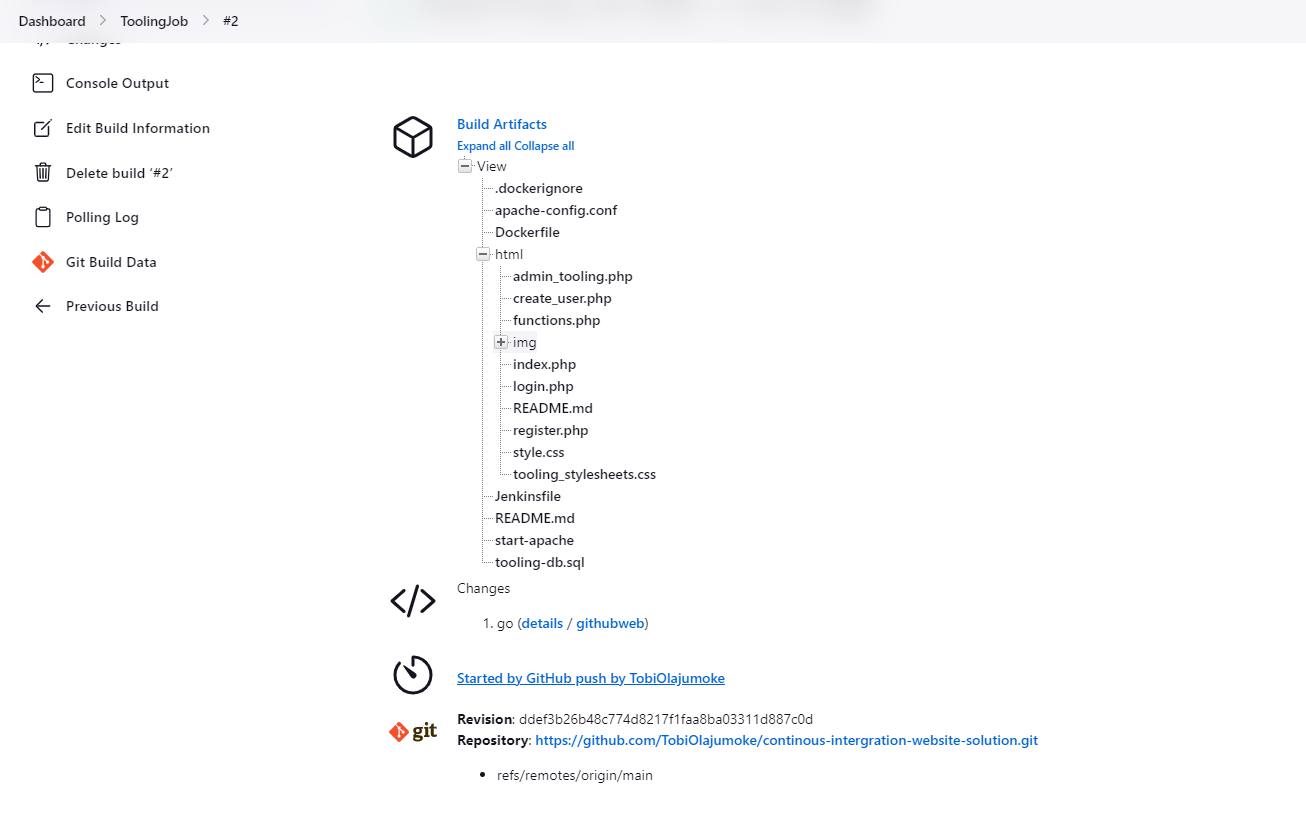 Dashboard > ToolingJob > #2
Changes
Console Output
Edit Build Information
Delete build ‘#2’
Polling Log
Git Build Data
Previous Build
Build Artifacts
Expand all Collapse all
View
.dockerignore
apache-config.conf
Dockerfile
html
admin_tooling.php
create_user.php
functions.php
img
index.php
login.php
README.md
register.php
style.css
tooling_stylesheets.css
Jenkinsfile
README.md
start-apache
tooling-db.sql
Changes
1. go (details / githubweb)
Started by GitHub push by TobiOlajumoke
git
Revision: ddef3b26b48c774d8217f1faa8ba03311d887c0d
Repository: https://github.com/TobiOlajumoke/continous-intergration-website-solution.git
• refs/remotes/origin/main